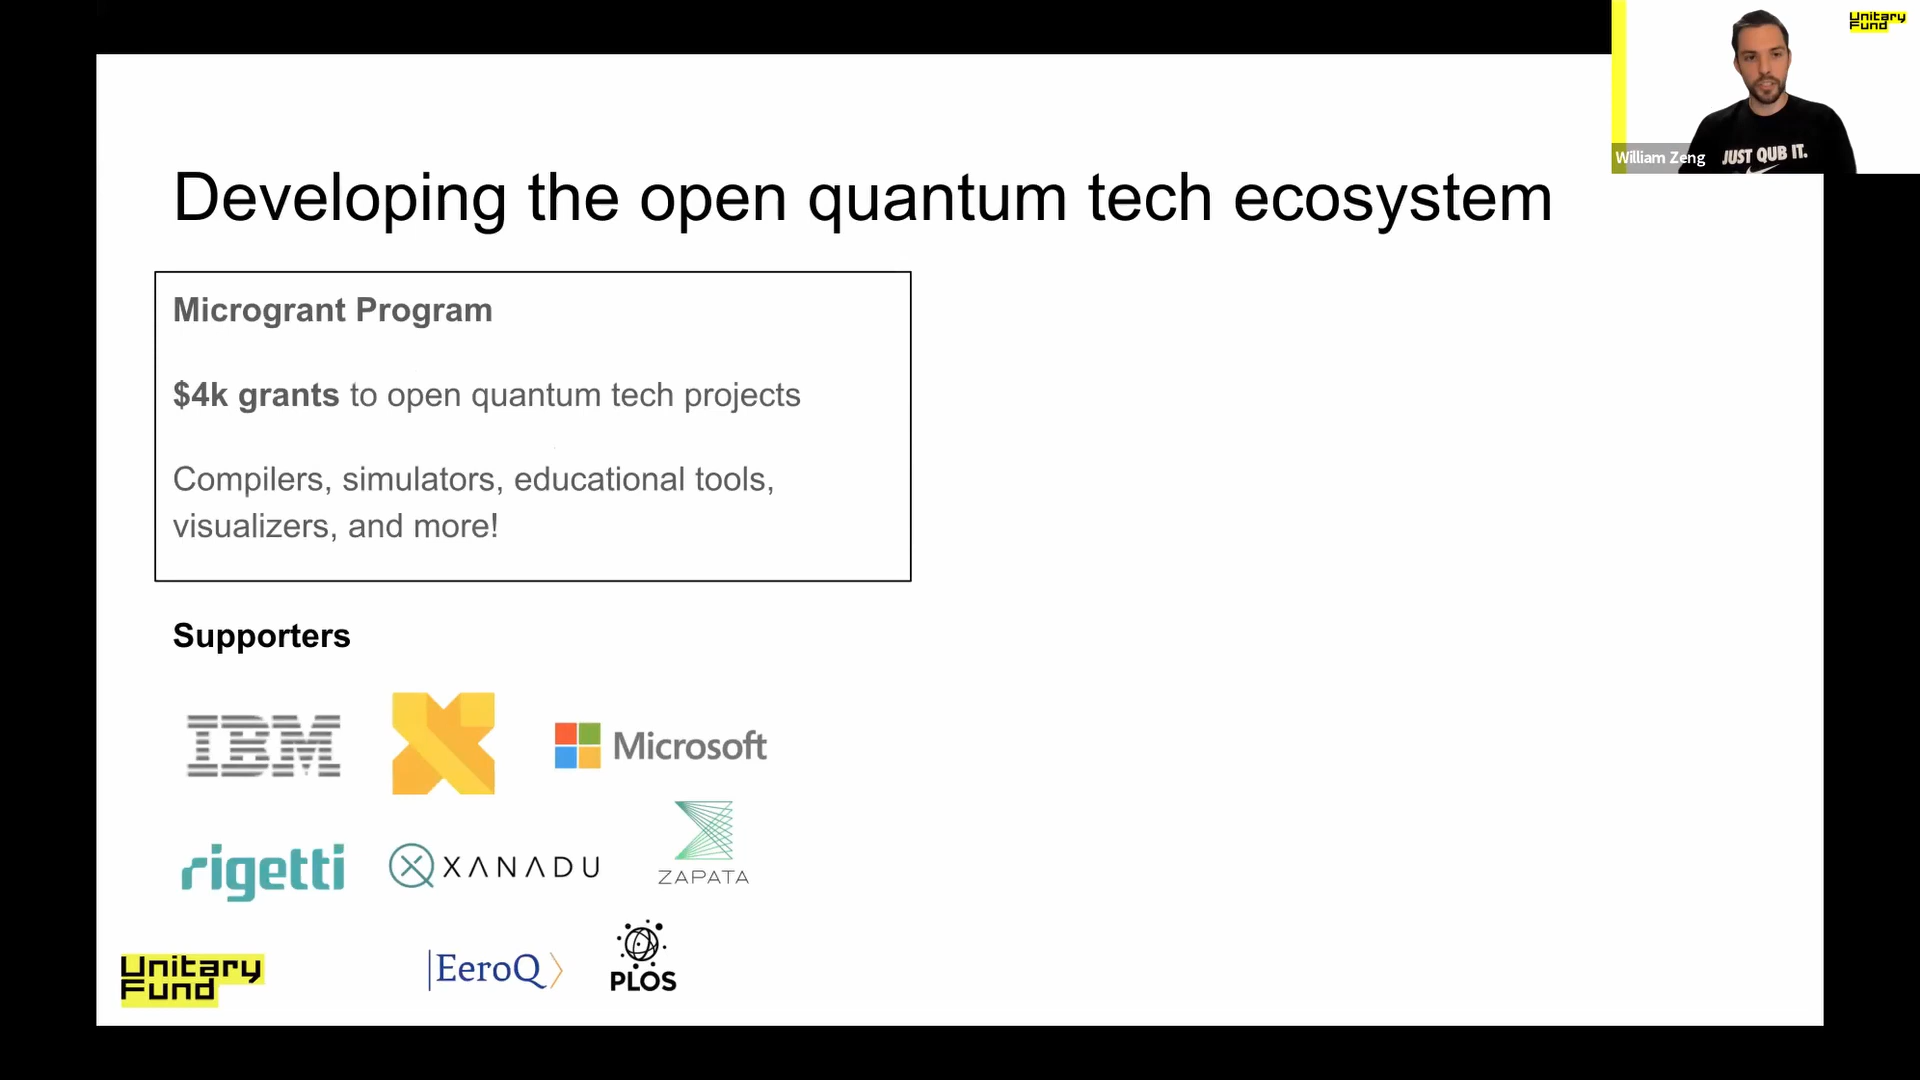 Unitary
Fund
William Zeng
JUST QUB IT.
Developing the open quantum tech ecosystem
Microgrant Program
$4k grants to open quantum tech projects
Compilers, simulators, educational tools,
visualizers, and more!
Supporters
IBM
Microsoft
rigetti
XANADU
ZAPATA
Unitary
Fund
|EeroQ⟩
PLOS